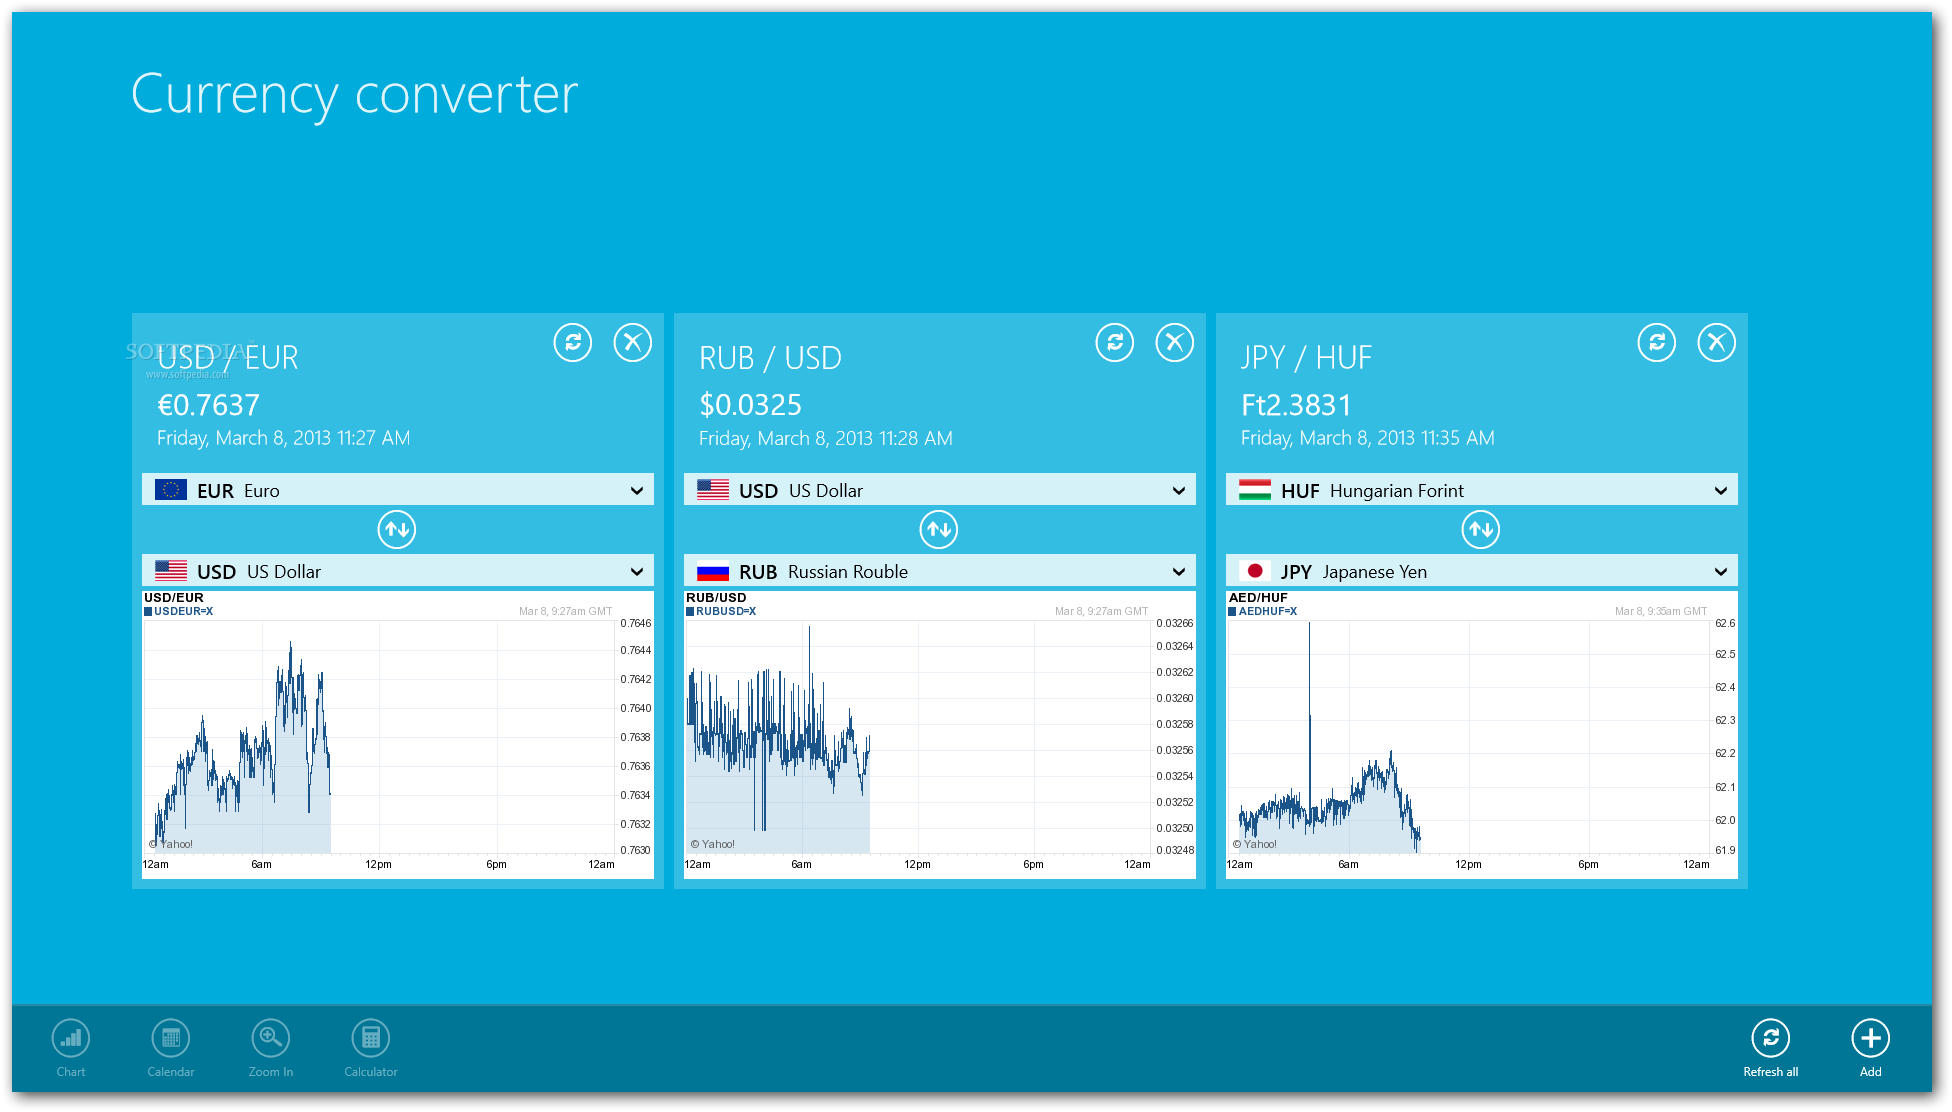 Currency converter
SOFTPEDIA
www.softpedia.com
USD / EUR
€0.7637
Friday, March 8, 2013 11:27 AM
EUR Euro
USD US Dollar
USD/EUR
USDEUR=X Mar 8, 9:27am GMT
0.7646
0.7644
0.7642
0.7640
0.7638
0.7636
0.7634
0.7632
0.7630
© Yahoo!
12am 6am 12pm 6pm 12am
RUB / USD
$0.0325
Friday, March 8, 2013 11:28 AM
USD US Dollar
RUB Russian Rouble
RUB/USD
RUBUSD=X Mar 8, 9:27am GMT
0.03266
0.03264
0.03262
0.03260
0.03258
0.03256
0.03254
0.03252
0.03250
0.03248
© Yahoo!
12am 6am 12pm 6pm 12am
JPY / HUF
Ft2.3831
Friday, March 8, 2013 11:35 AM
HUF Hungarian Forint
JPY Japanese Yen
AED/HUF
AEDHUF=X Mar 8, 9:35am GMT
62.6
62.5
62.4
62.3
62.2
62.1
62.0
61.9
© Yahoo!
12am 6am 12pm 6pm 12am
Chart Calendar Zoom In Calculator Refresh all Add